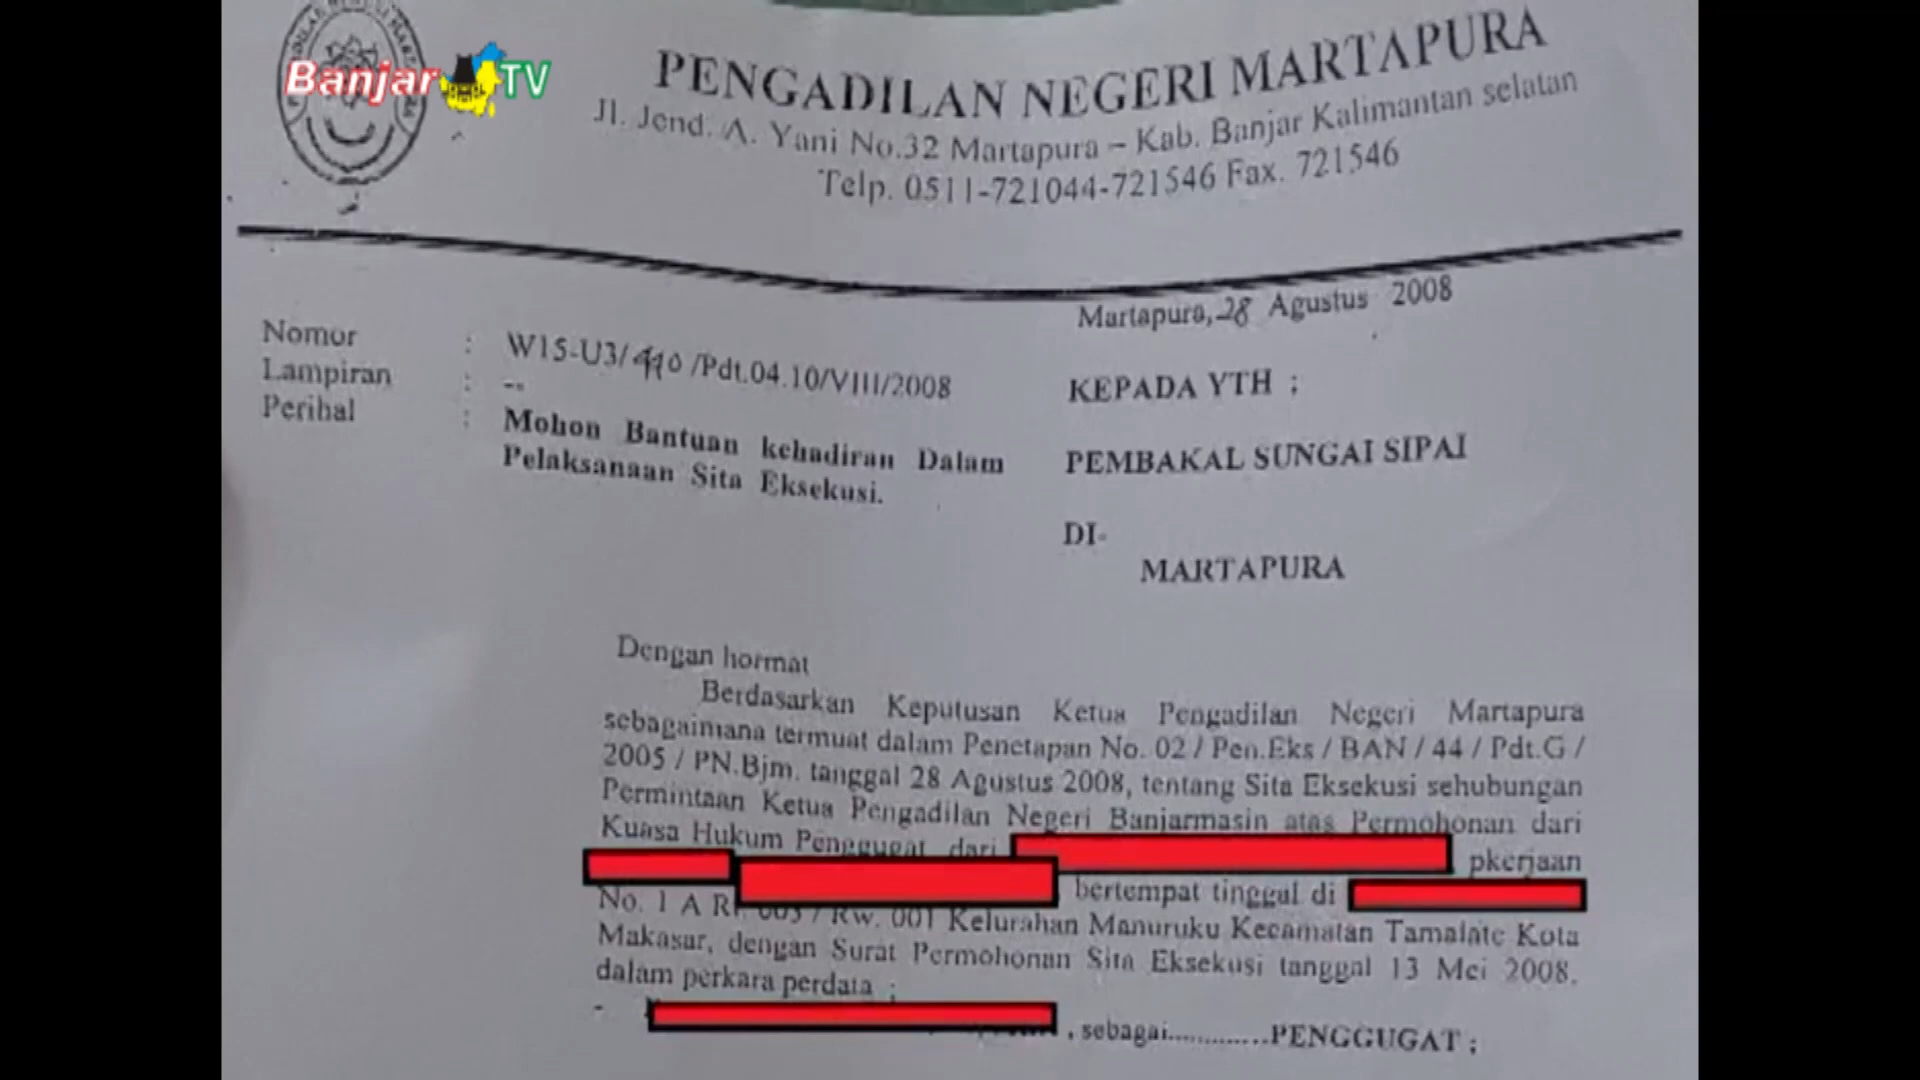 Banjar TV
PENGADILAN NEGERI MARTAPURA
Jl. Jend. A. Yani No.32 Martapura – Kab. Banjar Kalimantan selatan
Telp. 0511-721044-721546 Fax. 721546
Martapura, 28 Agustus 2008
Nomor : W15-U3/ /Pdt.04.10/VIII/2008
Lampiran : --
Perihal : Mohon Bantuan kehadiran Dalam
Pelaksanaan Sita Eksekusi.
KEPADA YTH ;
PEMBAKAL SUNGAI SIPAI
DI-
MARTAPURA
Dengan hormat
Berdasarkan Keputusan Ketua Pengadilan Negeri Martapura
sebagaimana termuat dalam Penetapan No. 02 / Pen.Eks / BAN / 44 / Pdt.G /
2005 / PN.Bjm. tanggal 28 Agustus 2008, tentang Sita Eksekusi sehubungan
Permintaan Ketua Pengadilan Negeri Banjarmasin atas Permohonan dari
Kuasa Hukum Penggugat dari pkerjaan
bertempat tinggal di
No. 1 A Rt. 003 / Rw. 001 Kelurahan Manuruku Kecamatan Tamalate Kota
Makasar, dengan Surat Permohonan Sita Eksekusi tanggal 13 Mei 2008.
dalam perkara perdata ;
- , sebagai.............PENGGUGAT ;